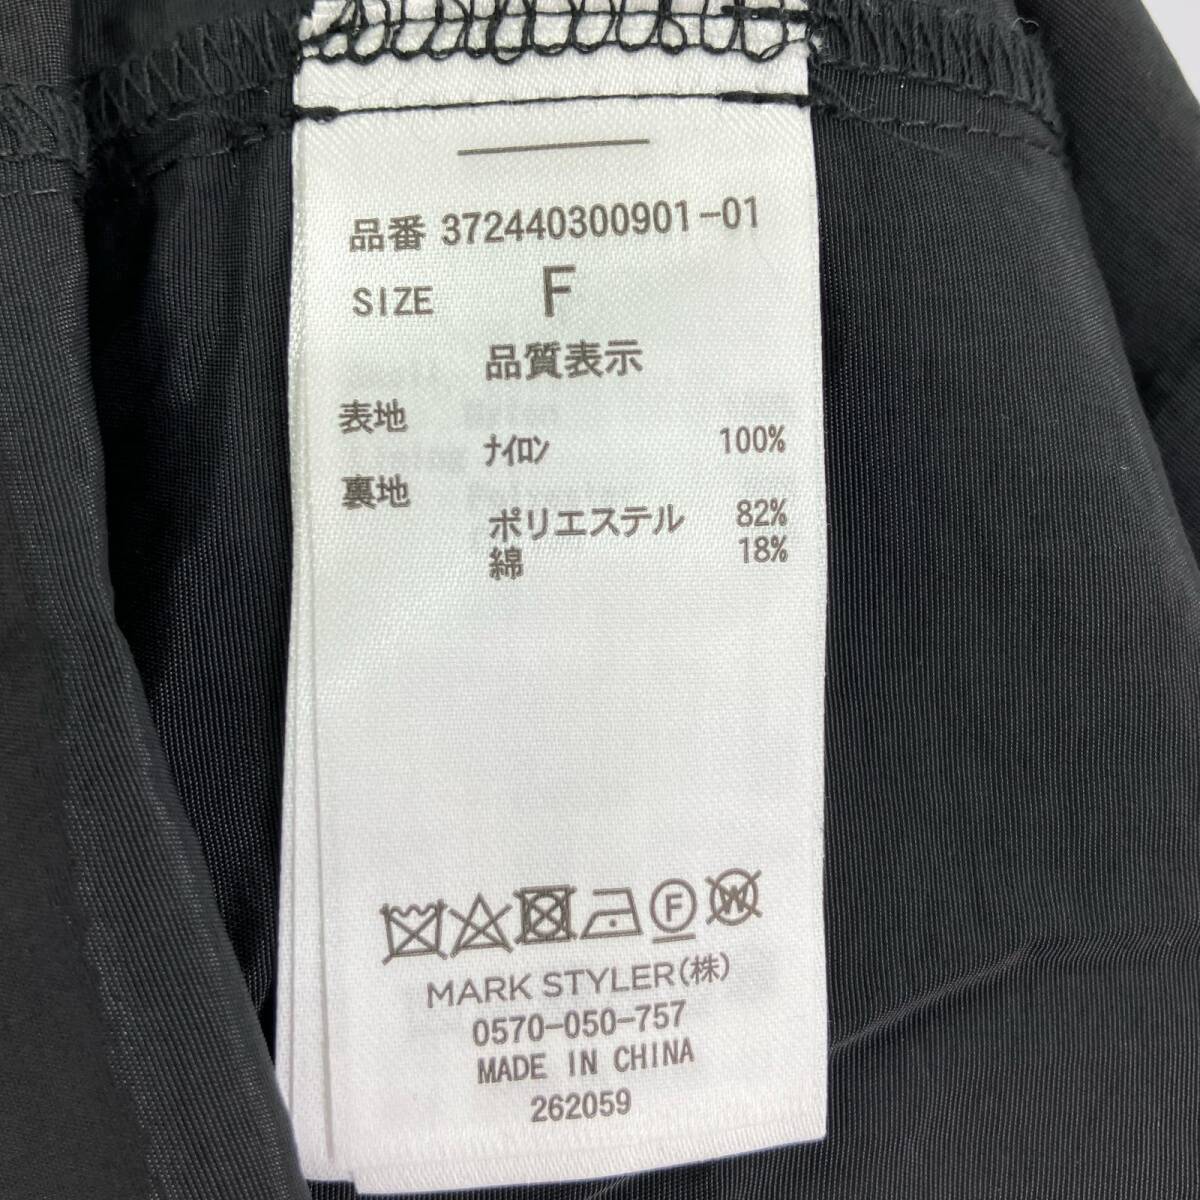 品番 372440300901-01
SIZE F
品質表示
表地
ナイロン 100%
裏地
ポリエステル 82%
綿 18%
F W
MARK STYLER(株)
0570-050-757
MADE IN CHINA
262059